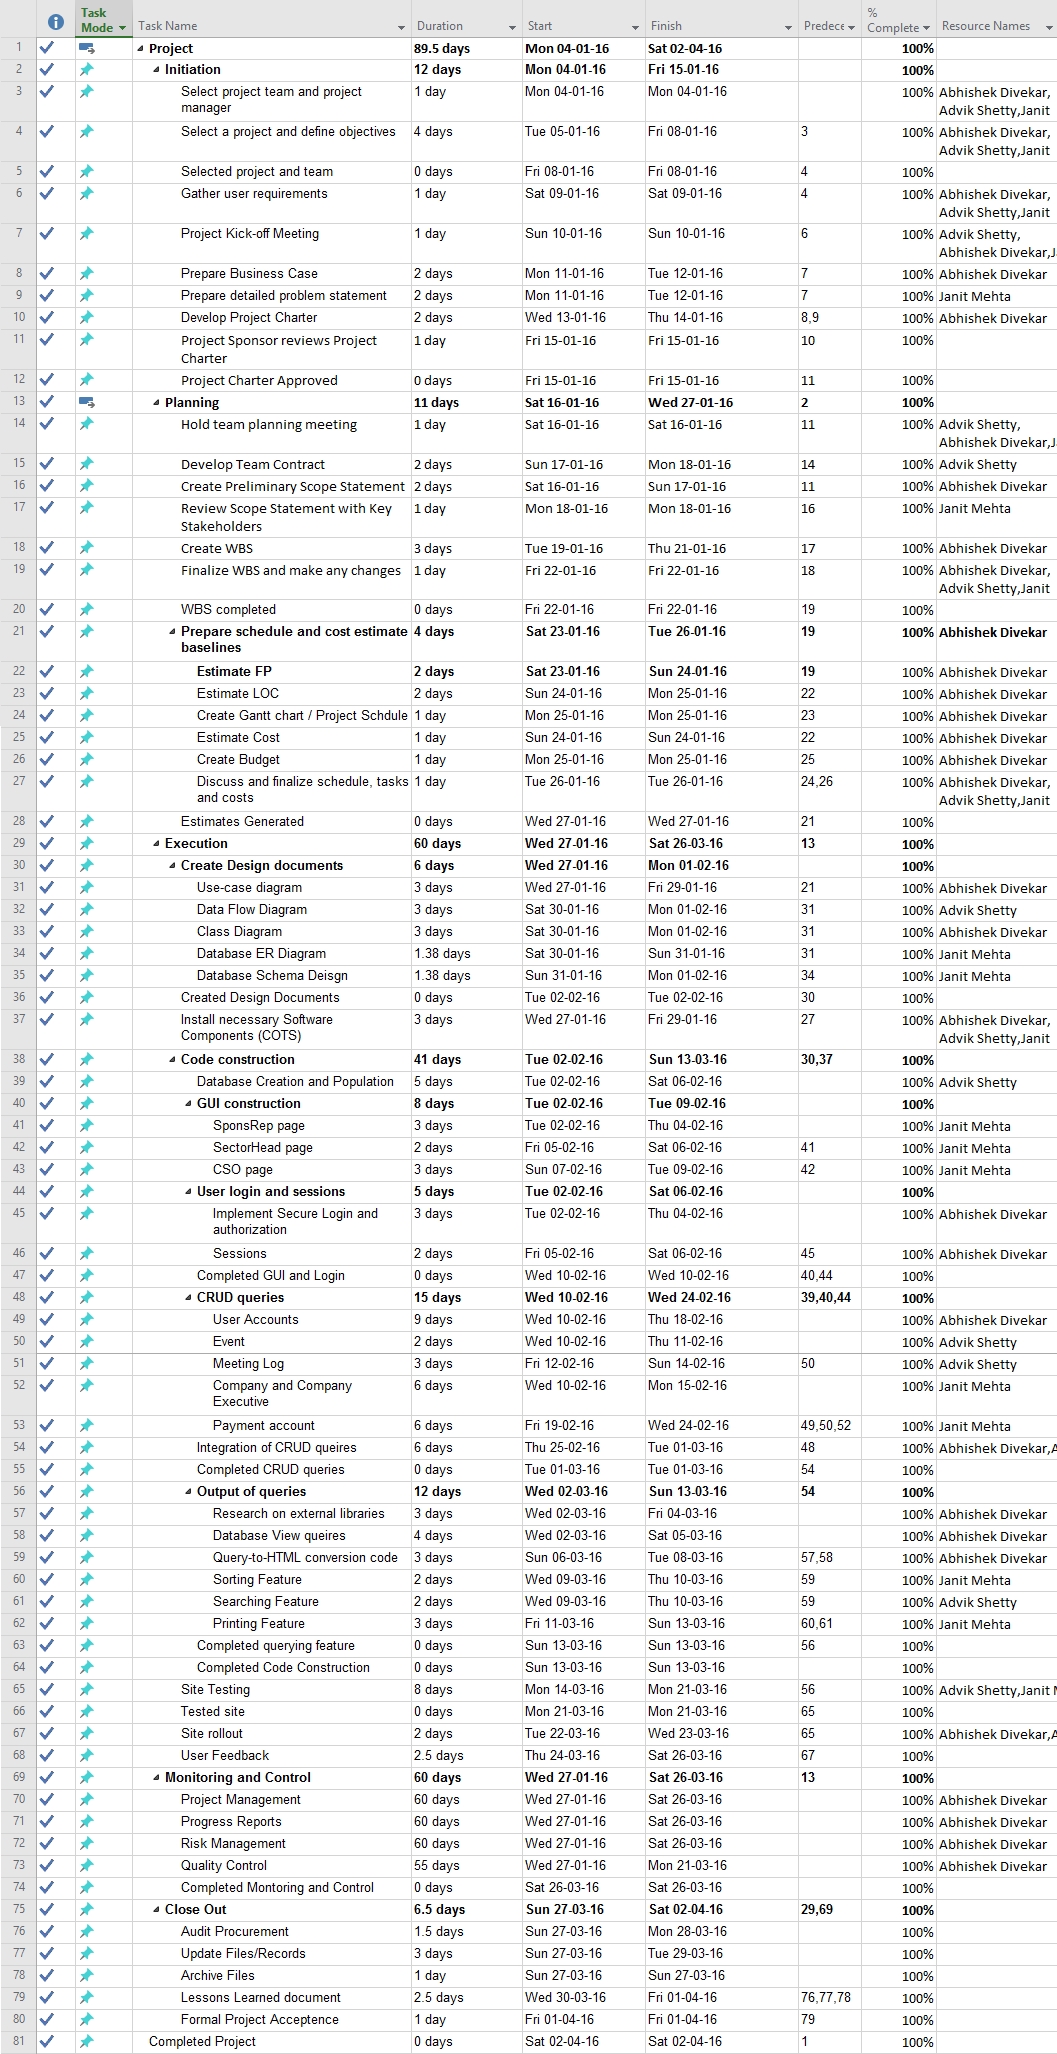 Task Mode Task Name Duration Start Finish Predece % Complete Resource Names
1 Project 89.5 days Mon 04-01-16 Sat 02-04-16 100%
2 Initiation 12 days Mon 04-01-16 Fri 15-01-16 100%
3 Select project team and project manager 1 day Mon 04-01-16 Mon 04-01-16 100% Abhishek Divekar, Advik Shetty,Janit
4 Select a project and define objectives 4 days Tue 05-01-16 Fri 08-01-16 3 100% Abhishek Divekar, Advik Shetty,Janit
5 Selected project and team 0 days Fri 08-01-16 Fri 08-01-16 4 100%
6 Gather user requirements 1 day Sat 09-01-16 Sat 09-01-16 4 100% Abhishek Divekar, Advik Shetty,Janit
7 Project Kick-off Meeting 1 day Sun 10-01-16 Sun 10-01-16 6 100% Advik Shetty, Abhishek Divekar,J
8 Prepare Business Case 2 days Mon 11-01-16 Tue 12-01-16 7 100% Abhishek Divekar
9 Prepare detailed problem statement 2 days Mon 11-01-16 Tue 12-01-16 7 100% Janit Mehta
10 Develop Project Charter 2 days Wed 13-01-16 Thu 14-01-16 8,9 100% Abhishek Divekar
11 Project Sponsor reviews Project Charter 1 day Fri 15-01-16 Fri 15-01-16 10 100%
12 Project Charter Approved 0 days Fri 15-01-16 Fri 15-01-16 11 100%
13 Planning 11 days Sat 16-01-16 Wed 27-01-16 2 100%
14 Hold team planning meeting 1 day Sat 16-01-16 Sat 16-01-16 11 100% Advik Shetty, Abhishek Divekar,J
15 Develop Team Contract 2 days Sun 17-01-16 Mon 18-01-16 14 100% Advik Shetty
16 Create Preliminary Scope Statement 2 days Sat 16-01-16 Sun 17-01-16 11 100% Abhishek Divekar
17 Review Scope Statement with Key Stakeholders 1 day Mon 18-01-16 Mon 18-01-16 16 100% Janit Mehta
18 Create WBS 3 days Tue 19-01-16 Thu 21-01-16 17 100% Abhishek Divekar
19 Finalize WBS and make any changes 1 day Fri 22-01-16 Fri 22-01-16 18 100% Abhishek Divekar, Advik Shetty,Janit
20 WBS completed 0 days Fri 22-01-16 Fri 22-01-16 19 100%
21 Prepare schedule and cost estimate baselines 4 days Sat 23-01-16 Tue 26-01-16 19 100% Abhishek Divekar
22 Estimate FP 2 days Sat 23-01-16 Sun 24-01-16 19 100% Abhishek Divekar
23 Estimate LOC 2 days Sun 24-01-16 Mon 25-01-16 22 100% Abhishek Divekar
24 Create Gantt chart / Project Schdule 1 day Mon 25-01-16 Mon 25-01-16 23 100% Abhishek Divekar
25 Estimate Cost 1 day Sun 24-01-16 Sun 24-01-16 22 100% Abhishek Divekar
26 Create Budget 1 day Mon 25-01-16 Mon 25-01-16 25 100% Abhishek Divekar
27 Discuss and finalize schedule, tasks and costs 1 day Tue 26-01-16 Tue 26-01-16 24,26 100% Abhishek Divekar, Advik Shetty,Janit
28 Estimates Generated 0 days Wed 27-01-16 Wed 27-01-16 21 100%
29 Execution 60 days Wed 27-01-16 Sat 26-03-16 13 100%
30 Create Design documents 6 days Wed 27-01-16 Mon 01-02-16 100%
31 Use-case diagram 3 days Wed 27-01-16 Fri 29-01-16 21 100% Abhishek Divekar
32 Data Flow Diagram 3 days Sat 30-01-16 Mon 01-02-16 31 100% Advik Shetty
33 Class Diagram 3 days Sat 30-01-16 Mon 01-02-16 31 100% Abhishek Divekar
34 Database ER Diagram 1.38 days Sat 30-01-16 Sun 31-01-16 31 100% Janit Mehta
35 Database Schema Deisgn 1.38 days Sun 31-01-16 Mon 01-02-16 34 100% Janit Mehta
36 Created Design Documents 0 days Tue 02-02-16 Tue 02-02-16 30 100%
37 Install necessary Software Components (COTS) 3 days Wed 27-01-16 Fri 29-01-16 27 100% Abhishek Divekar, Advik Shetty,Janit
38 Code construction 41 days Tue 02-02-16 Sun 13-03-16 30,37 100%
39 Database Creation and Population 5 days Tue 02-02-16 Sat 06-02-16 100% Advik Shetty
40 GUI construction 8 days Tue 02-02-16 Tue 09-02-16 100%
41 SponsRep page 3 days Tue 02-02-16 Thu 04-02-16 100% Janit Mehta
42 SectorHead page 2 days Fri 05-02-16 Sat 06-02-16 41 100% Janit Mehta
43 CSO page 3 days Sun 07-02-16 Tue 09-02-16 42 100% Janit Mehta
44 User login and sessions 5 days Tue 02-02-16 Sat 06-02-16 100%
45 Implement Secure Login and authorization 3 days Tue 02-02-16 Thu 04-02-16 100% Abhishek Divekar
46 Sessions 2 days Fri 05-02-16 Sat 06-02-16 45 100% Abhishek Divekar
47 Completed GUI and Login 0 days Wed 10-02-16 Wed 10-02-16 40,44 100%
48 CRUD queries 15 days Wed 10-02-16 Wed 24-02-16 39,40,44 100%
49 User Accounts 9 days Wed 10-02-16 Thu 18-02-16 100% Abhishek Divekar
50 Event 2 days Wed 10-02-16 Thu 11-02-16 100% Advik Shetty
51 Meeting Log 3 days Fri 12-02-16 Sun 14-02-16 50 100% Advik Shetty
52 Company and Company Executive 6 days Wed 10-02-16 Mon 15-02-16 100% Janit Mehta
53 Payment account 6 days Fri 19-02-16 Wed 24-02-16 49,50,52 100% Janit Mehta
54 Integration of CRUD queires 6 days Thu 25-02-16 Tue 01-03-16 48 100% Abhishek Divekar,A
55 Completed CRUD queries 0 days Tue 01-03-16 Tue 01-03-16 54 100%
56 Output of queries 12 days Wed 02-03-16 Sun 13-03-16 54 100%
57 Research on external libraries 3 days Wed 02-03-16 Fri 04-03-16 100% Abhishek Divekar
58 Database View queires 4 days Wed 02-03-16 Sat 05-03-16 100% Abhishek Divekar
59 Query-to-HTML conversion code 3 days Sun 06-03-16 Tue 08-03-16 57,58 100% Abhishek Divekar
60 Sorting Feature 2 days Wed 09-03-16 Thu 10-03-16 59 100% Janit Mehta
61 Searching Feature 2 days Wed 09-03-16 Thu 10-03-16 59 100% Advik Shetty
62 Printing Feature 3 days Fri 11-03-16 Sun 13-03-16 60,61 100% Janit Mehta
63 Completed querying feature 0 days Sun 13-03-16 Sun 13-03-16 56 100%
64 Completed Code Construction 0 days Sun 13-03-16 Sun 13-03-16 100%
65 Site Testing 8 days Mon 14-03-16 Mon 21-03-16 56 100% Advik Shetty,Janit M
66 Tested site 0 days Mon 21-03-16 Mon 21-03-16 65 100%
67 Site rollout 2 days Tue 22-03-16 Wed 23-03-16 65 100% Abhishek Divekar,A
68 User Feedback 2.5 days Thu 24-03-16 Sat 26-03-16 67 100%
69 Monitoring and Control 60 days Wed 27-01-16 Sat 26-03-16 13 100%
70 Project Management 60 days Wed 27-01-16 Sat 26-03-16 100% Abhishek Divekar
71 Progress Reports 60 days Wed 27-01-16 Sat 26-03-16 100% Abhishek Divekar
72 Risk Management 60 days Wed 27-01-16 Sat 26-03-16 100% Abhishek Divekar
73 Quality Control 55 days Wed 27-01-16 Mon 21-03-16 100% Abhishek Divekar
74 Completed Montoring and Control 0 days Sat 26-03-16 Sat 26-03-16 100%
75 Close Out 6.5 days Sun 27-03-16 Sat 02-04-16 29,69 100%
76 Audit Procurement 1.5 days Sun 27-03-16 Mon 28-03-16 100%
77 Update Files/Records 3 days Sun 27-03-16 Tue 29-03-16 100%
78 Archive Files 1 day Sun 27-03-16 Sun 27-03-16 100%
79 Lessons Learned document 2.5 days Wed 30-03-16 Fri 01-04-16 76,77,78 100%
80 Formal Project Acceptence 1 day Fri 01-04-16 Fri 01-04-16 79 100%
81 Completed Project 0 days Sat 02-04-16 Sat 02-04-16 1 100%